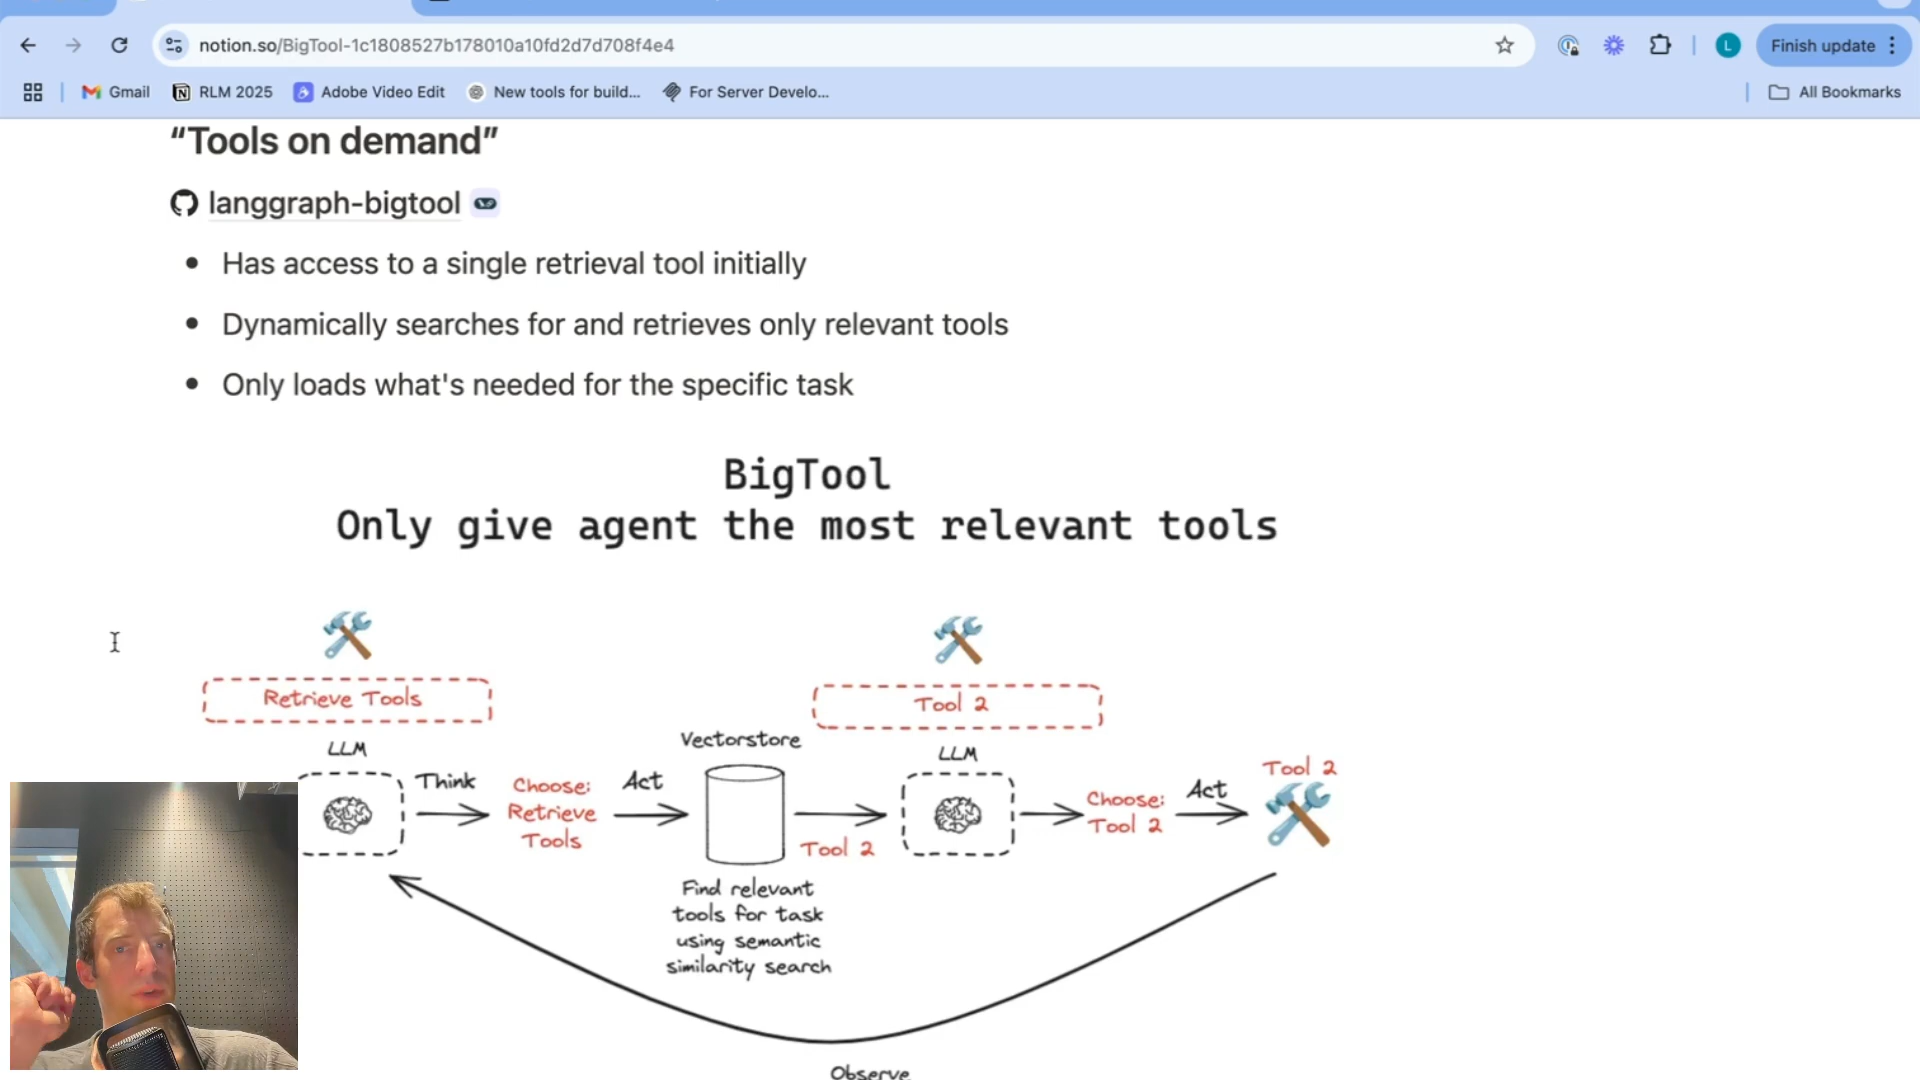 notion.so/BigTool-1c1808527b178010a10fd2d7d708f4e4
L
Finish update
Gmail
RLM 2025
Adobe Video Edit
New tools for build...
For Server Develo...
All Bookmarks
“Tools on demand”
langgraph-bigtool
• Has access to a single retrieval tool initially
• Dynamically searches for and retrieves only relevant tools
• Only loads what's needed for the specific task
BigTool
Only give agent the most relevant tools
Retrieve Tools
LLM
Think
Choose:
Retrieve
Tools
Act
Vectorstore
Find relevant
tools for task
using semantic
similarity search
Tool 2
Tool 2
LLM
Choose:
Tool 2
Act
Tool 2
Observe